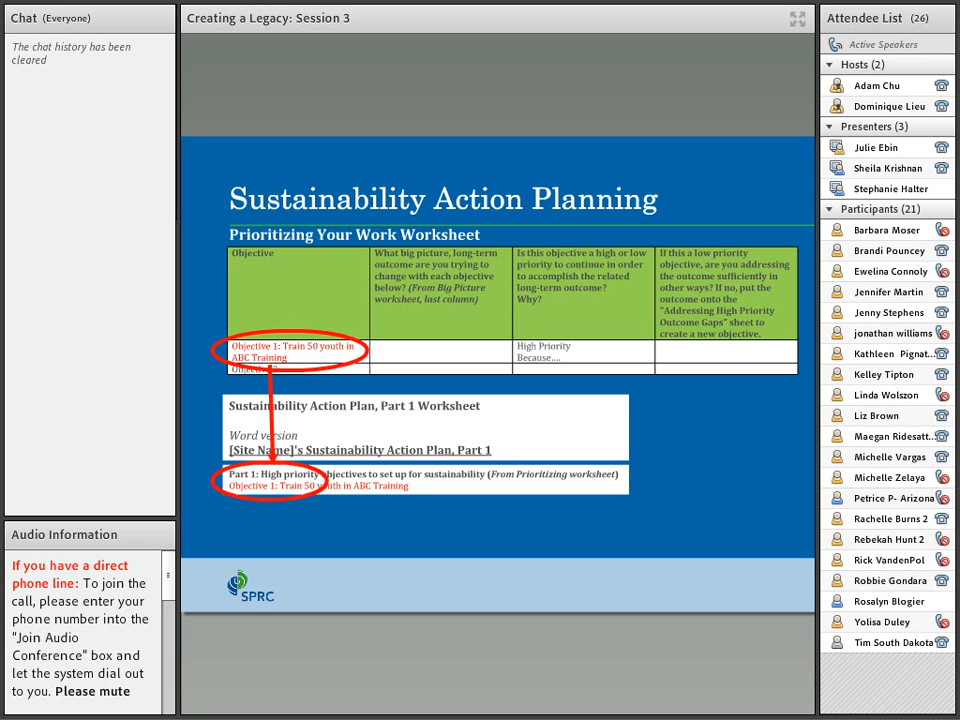 Chat (Everyone)
The chat history has been
cleared
Creating a Legacy: Session 3
Sustainability Action Planning
Prioritizing Your Work Worksheet
Objective
What big picture, long-term
outcome are you trying to
change with each objective
below? (From Big Picture
worksheet, last column)
Is this objective a high or low
priority to continue in order
to accomplish the related
long-term outcome?
Why?
If this a low priority
objective, are you addressing
the outcome sufficiently in
other ways? If no, put the
outcome onto the
"Addressing High Priority
Outcome Gaps" sheet to
create a new objective.
Objective 1: Train 50 youth in
ABC Training
High Priority
Because....
Sustainability Action Plan, Part 1 Worksheet
Word version
[Site Name]'s Sustainability Action Plan, Part 1
Part 1: High priority objectives to set up for sustainability (From Prioritizing worksheet)
Objective 1: Train 50 youth in ABC Training
SPRC
Audio Information
If you have a direct
phone line: To join the
call, please enter your
phone number into the
"Join Audio
Conference" box and
let the system dial out
to you. Please mute
Attendee List (26)
Active Speakers
Hosts (2)
Adam Chu
Dominique Lieu
Presenters (3)
Julie Ebin
Sheila Krishnan
Stephanie Halter
Participants (21)
Barbara Moser
Brandi Pouncey
Ewelina Connoly
Jennifer Martin
Jenny Stephens
jonathan williams
Kathleen Pignat...
Kelley Tipton
Linda Wolszon
Liz Brown
Maegan Ridesatt...
Michelle Vargas
Michelle Zelaya
Petrice P- Arizona
Rachelle Burns 2
Rebekah Hunt 2
Rick VandenPol
Robbie Gondara
Rosalyn Blogier
Yolisa Duley
Tim South Dakota